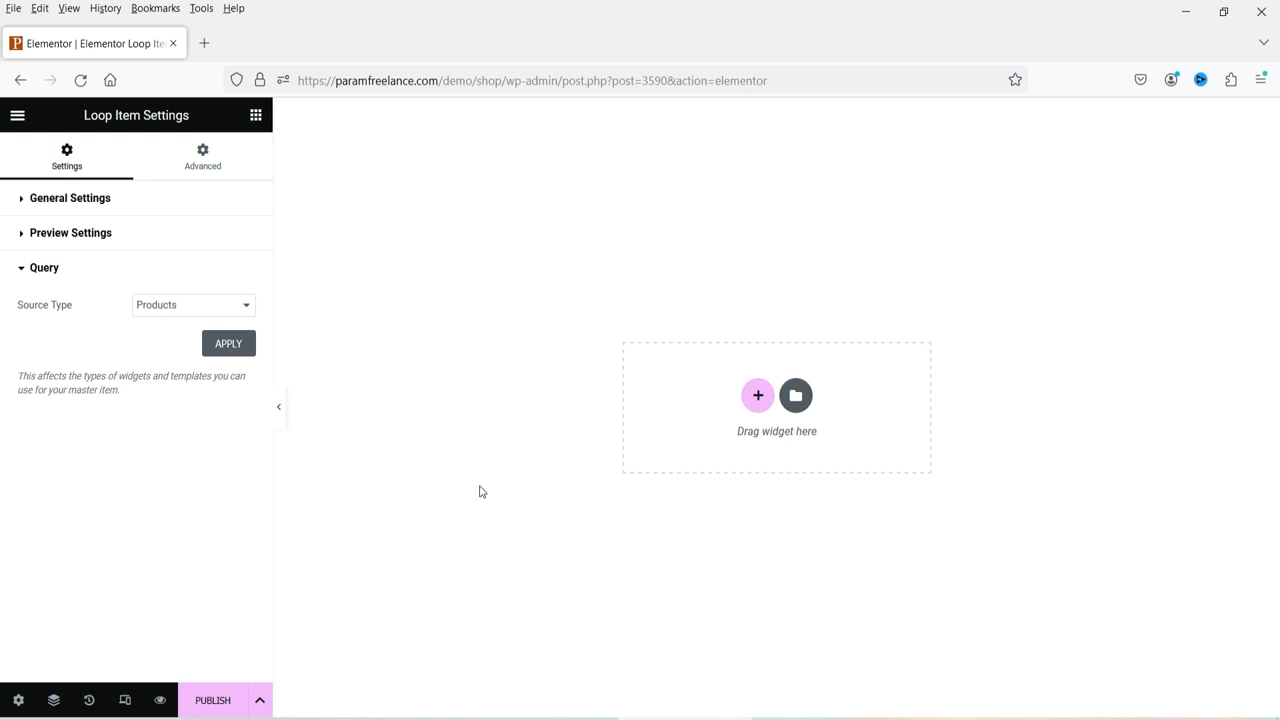 File Edit View History Bookmarks Tools Help
Elementor | Elementor Loop Ite
https://paramfreelance.com/demo/shop/wp-admin/post.php?post=3590&action=elementor
Loop Item Settings
Settings Advanced
General Settings
Preview Settings
Query
Source Type Products
APPLY
This affects the types of widgets and templates you can
use for your master item.
Drag widget here
PUBLISH